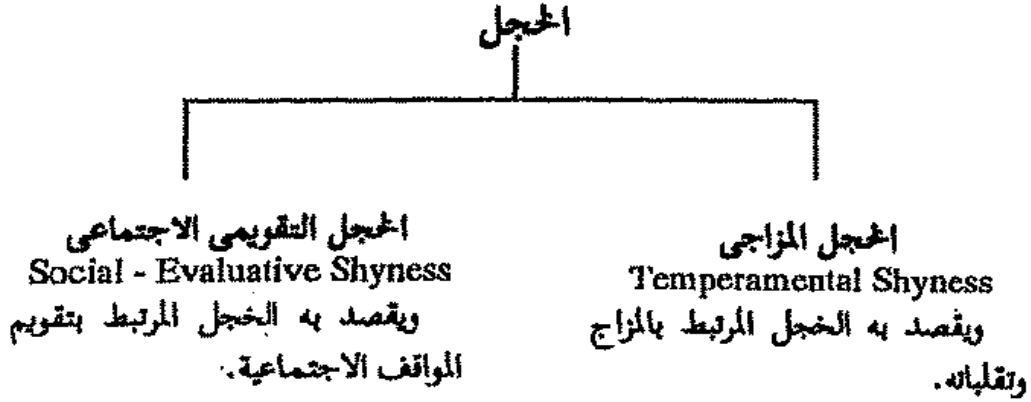 الخجل
الخجل المزاجى
Temperamental Shyness
ويقصد به الخجل المرتبط بالمزاج
وتقلباته.
الخجل التقويمى الاجتماعى
Social - Evaluative Shyness
ويقصد به الخجل المرتبط بتقويم
المواقف الاجتماعية.